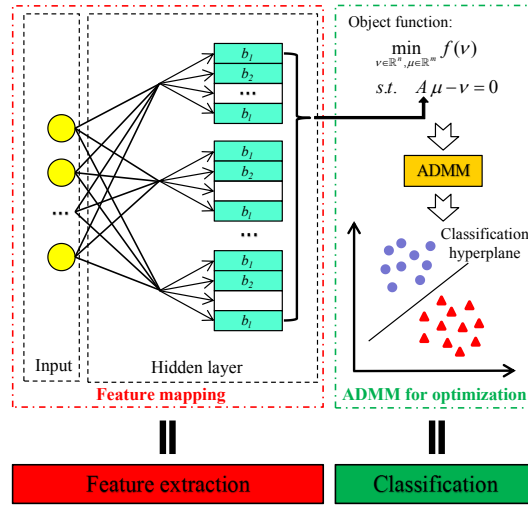 Object function:
min f(ν)
ν∈ℝⁿ, μ∈ℝᵐ
s.t. A μ − ν = 0
b₁
b₂
...
bₗ
b₁
b₂
bₗ
...
b₁
b₂
bₗ
...
ADMM
Classification
hyperplane
Input
Hidden layer
Feature mapping
ADMM for optimization
Feature extraction
Classification